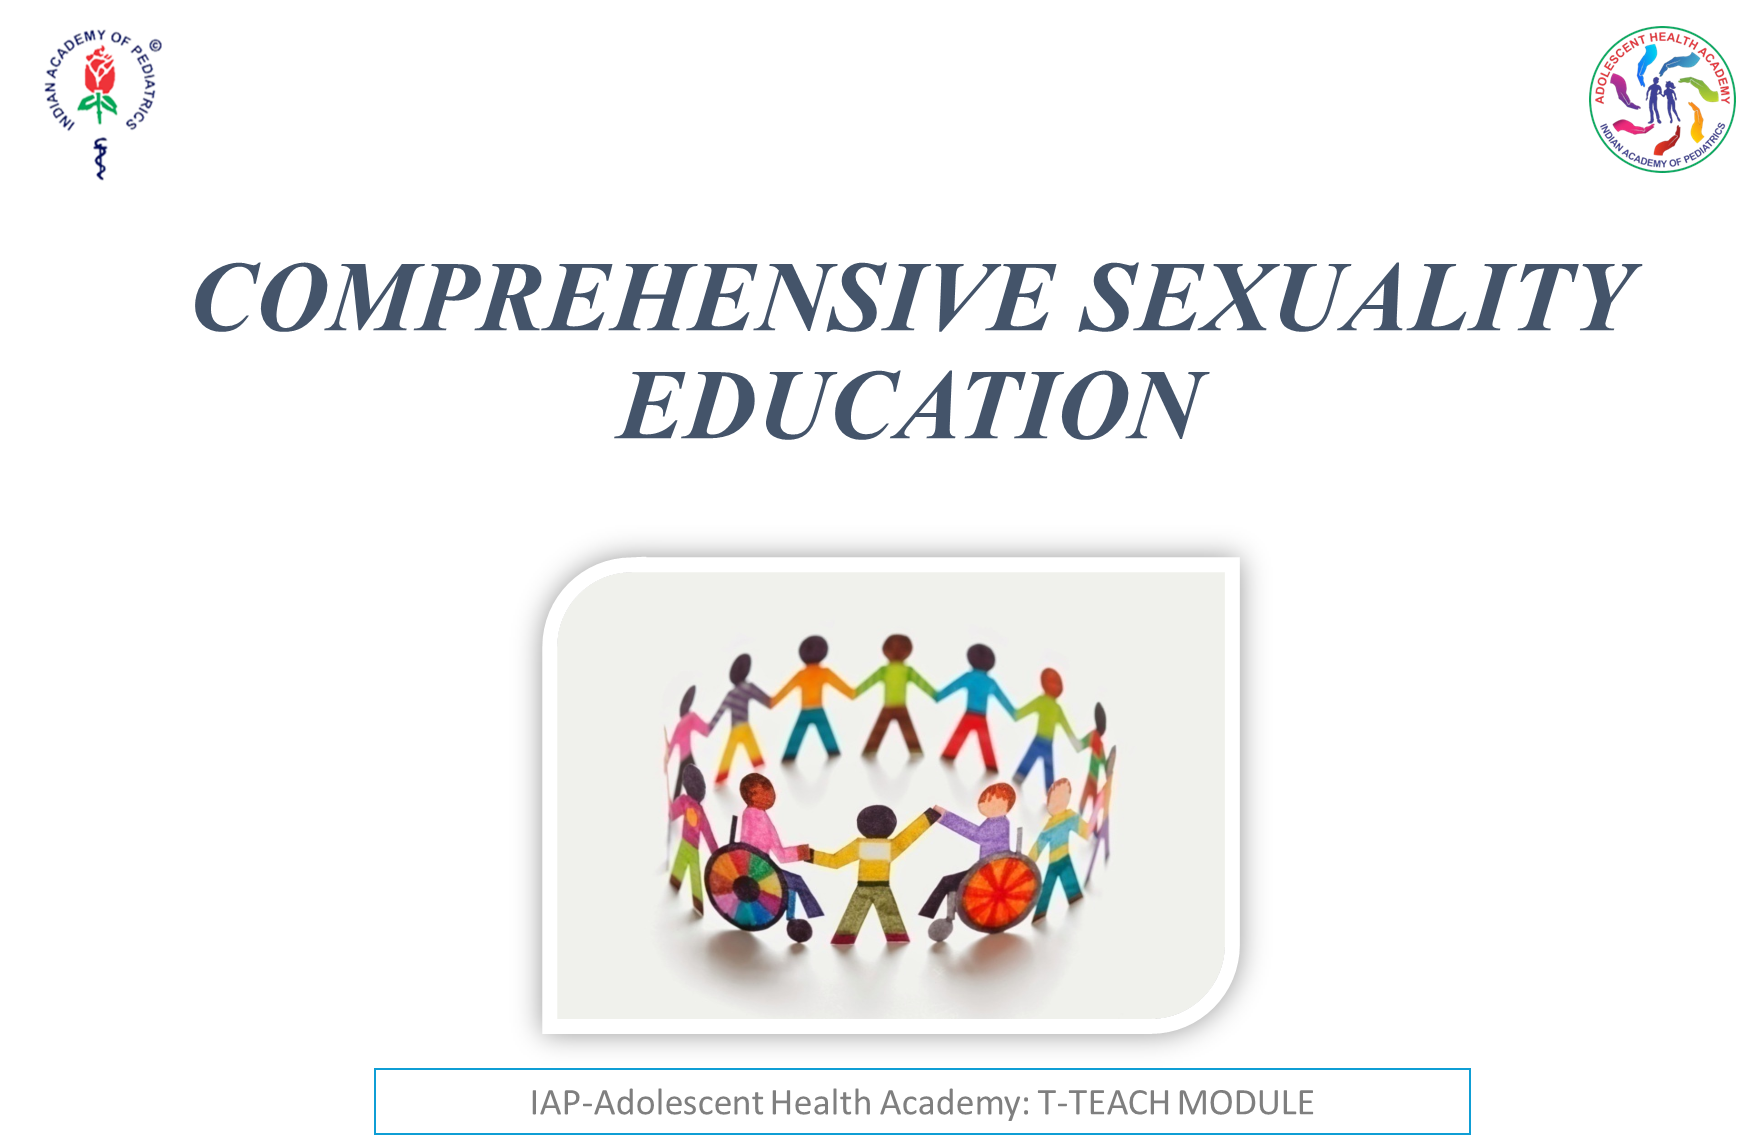 INDIAN ACADEMY OF PEDIATRICS ©
ADOLESCENT HEALTH ACADEMY
INDIAN ACADEMY OF PEDIATRICS
COMPREHENSIVE SEXUALITY
EDUCATION
IAP-Adolescent Health Academy: T-TEACH MODULE